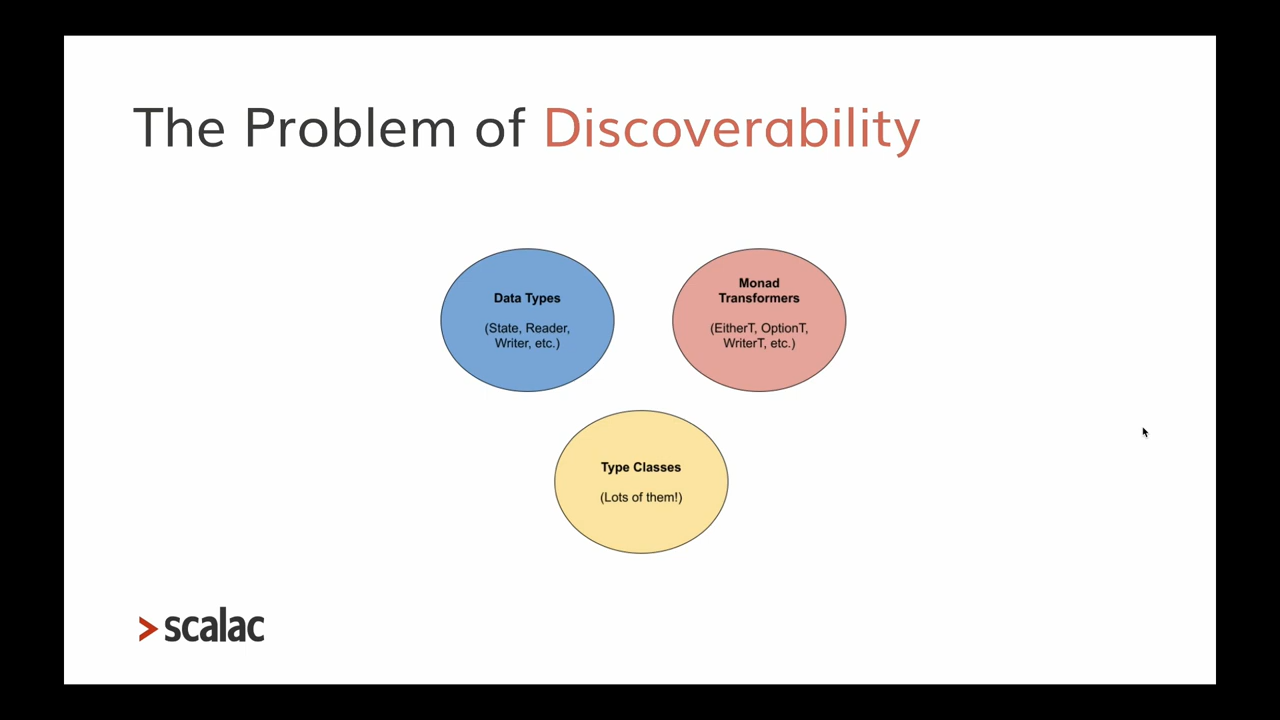 The Problem of Discoverability
Data Types
(State, Reader,
Writer, etc.)
Monad
Transformers
(EitherT, OptionT,
WriterT, etc.)
Type Classes
(Lots of them!)
scalac